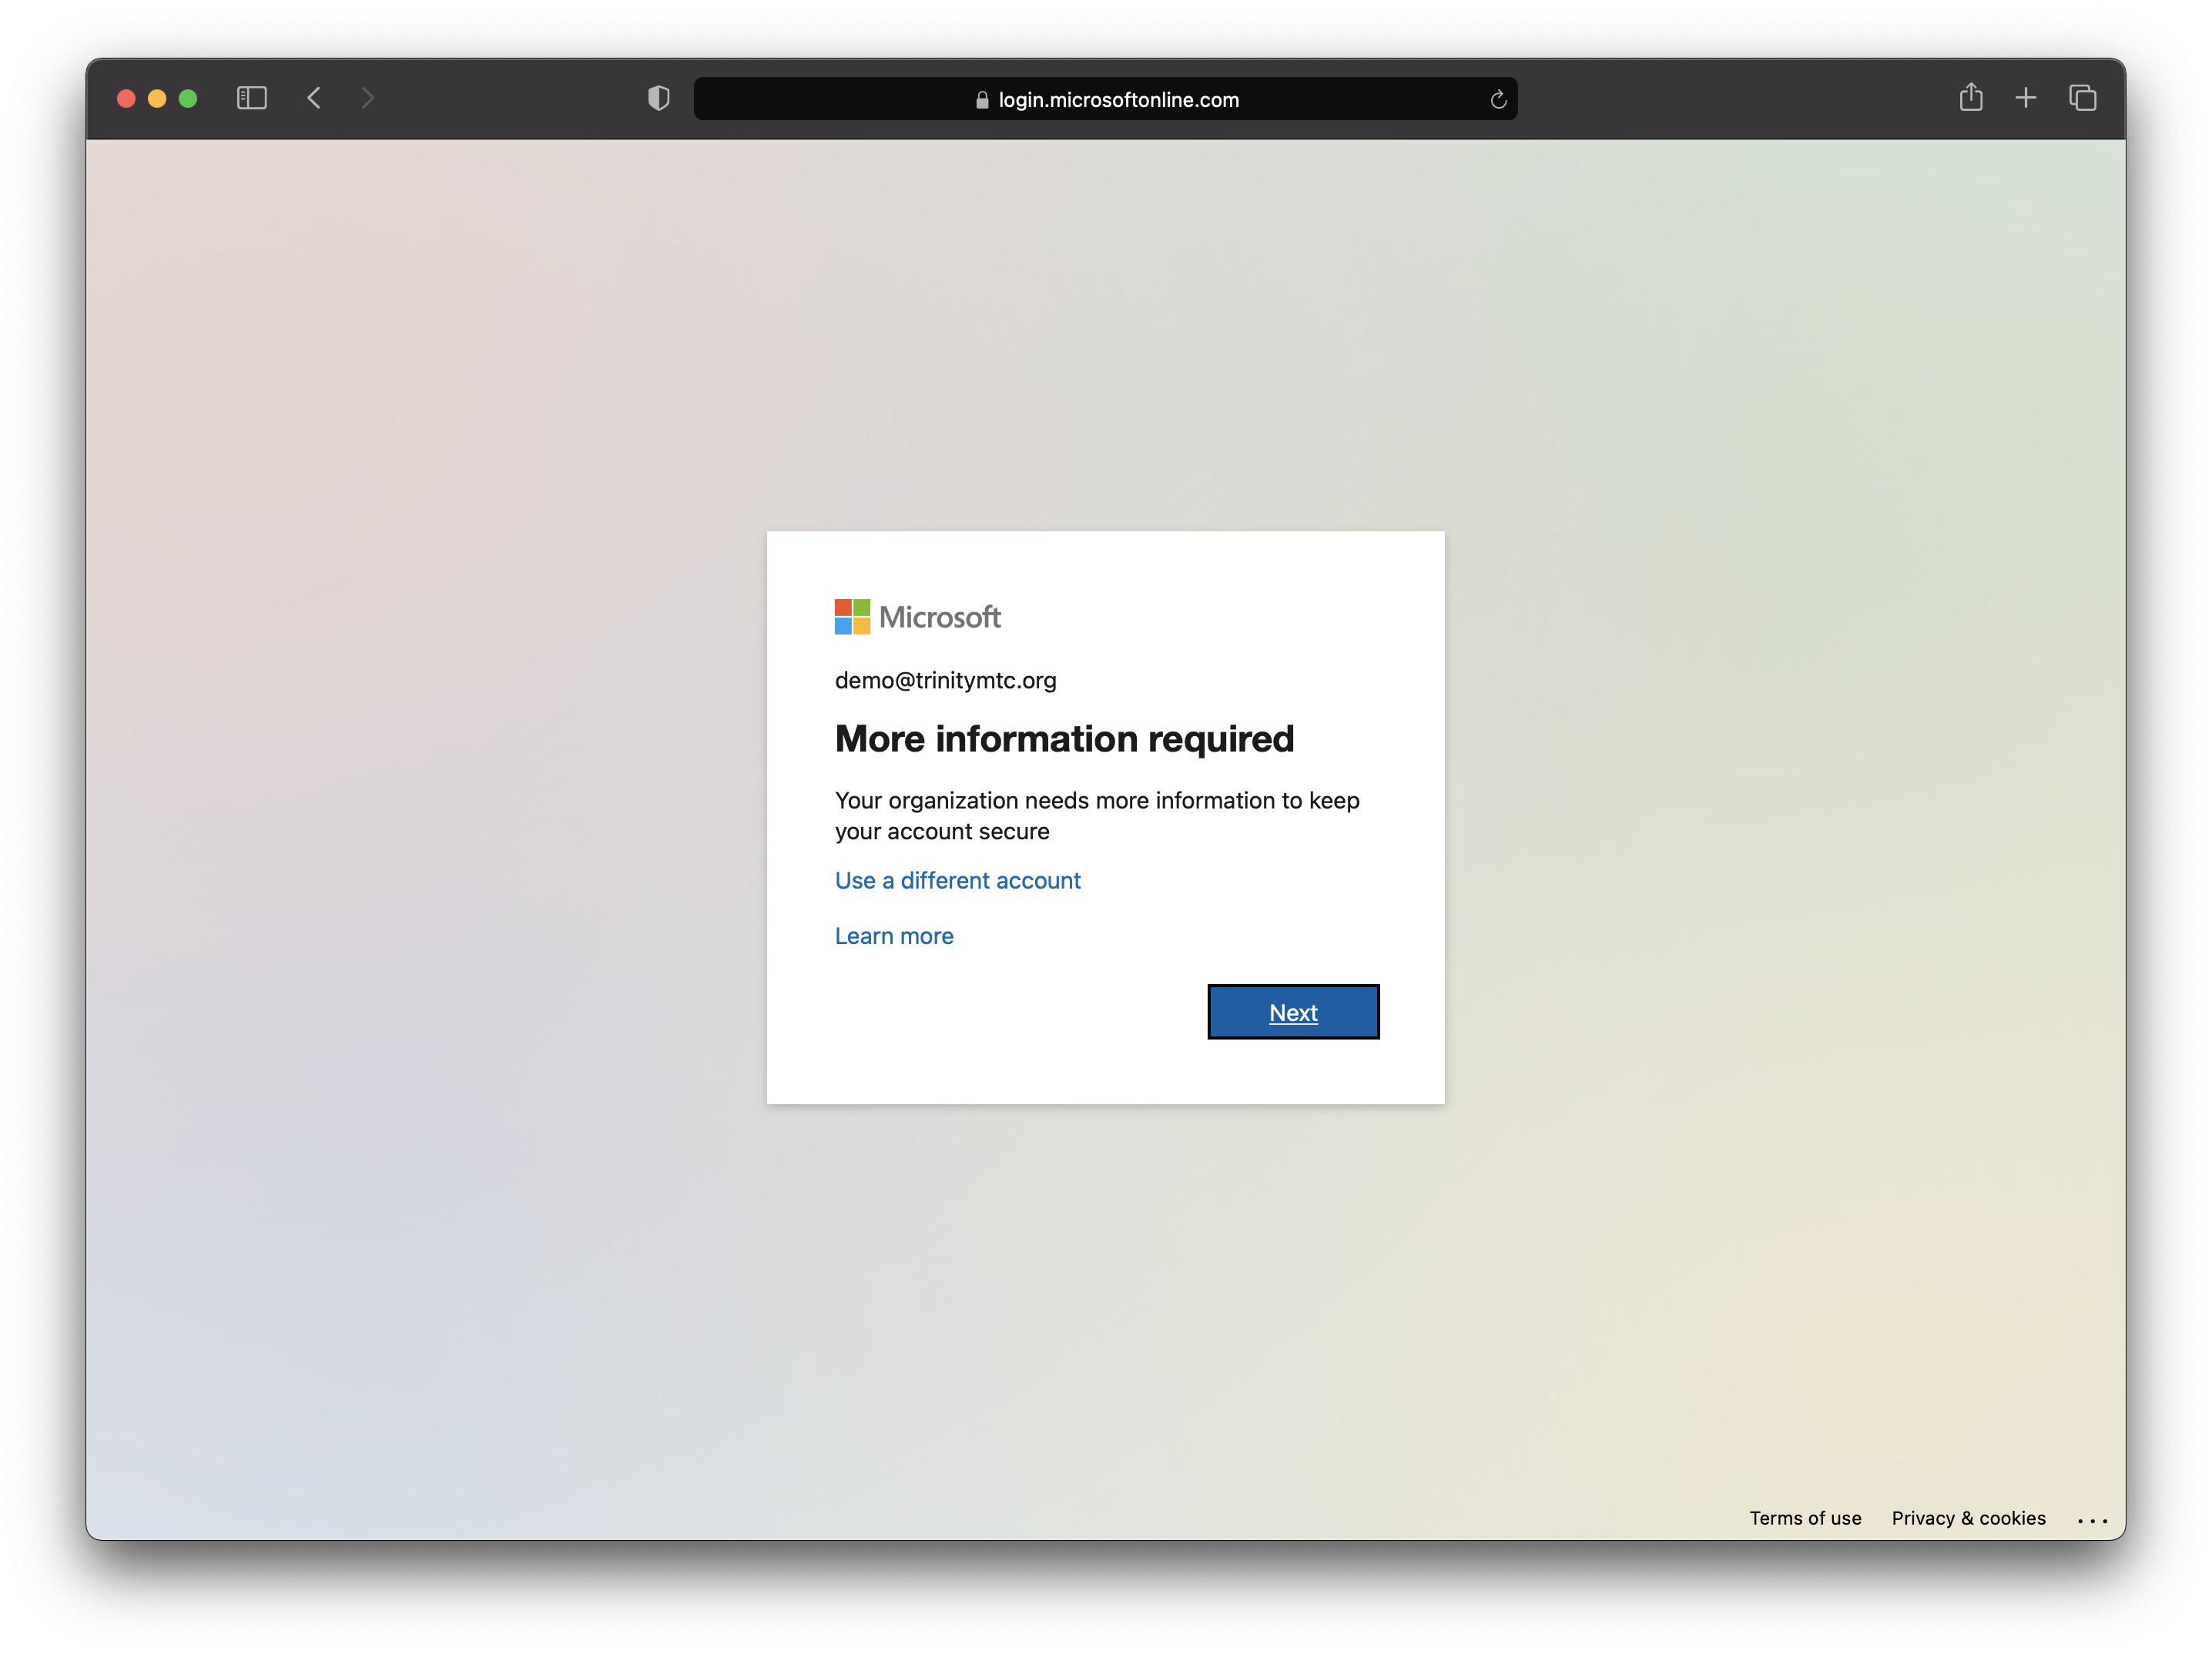 login.microsoftonline.com
Microsoft
demo@trinitymtc.org
More information required
Your organization needs more information to keep
your account secure
Use a different account
Learn more
Next
Terms of use Privacy & cookies ...